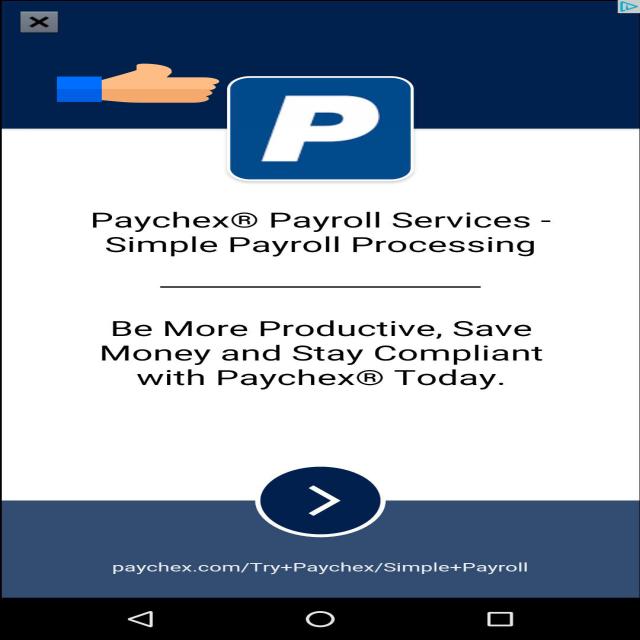 P
Paychex® Payroll Services -
Simple Payroll Processing
Be More Productive, Save
Money and Stay Compliant
with Paychex® Today.
paychex.com/Try+Paychex/Simple+Payroll